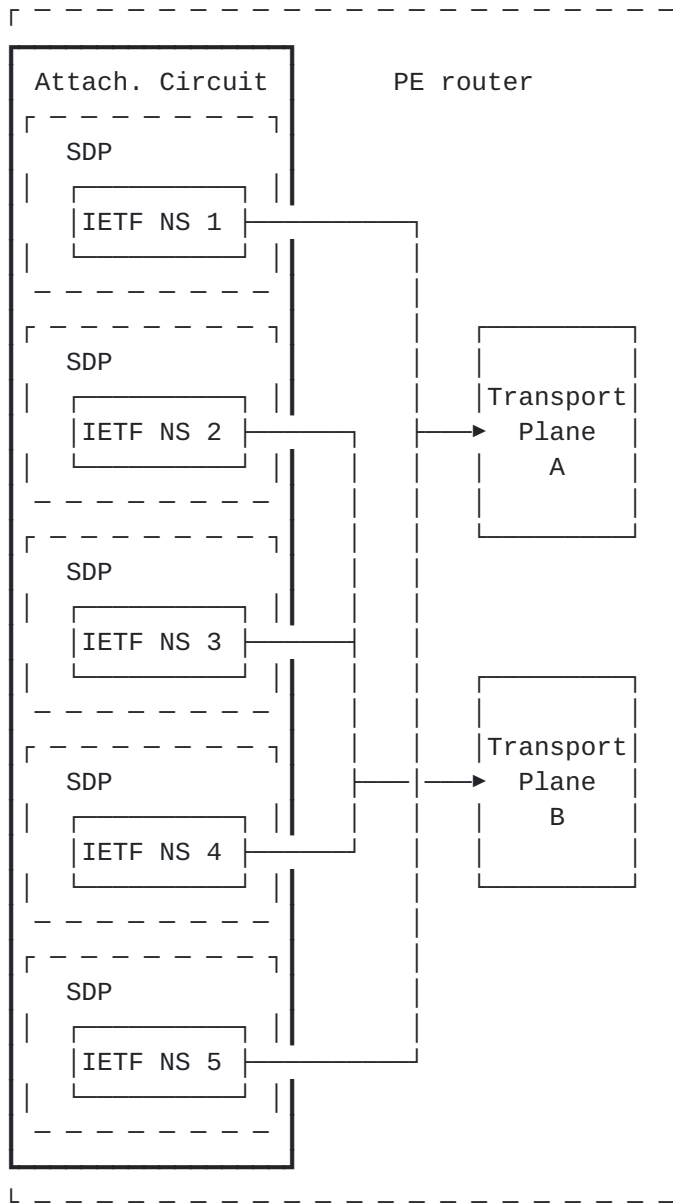 Attach. Circuit PE router
SDP
IETF NS 1
SDP
Transport
IETF NS 2 Plane
A
SDP
IETF NS 3
Transport
SDP Plane
B
IETF NS 4
SDP
IETF NS 5